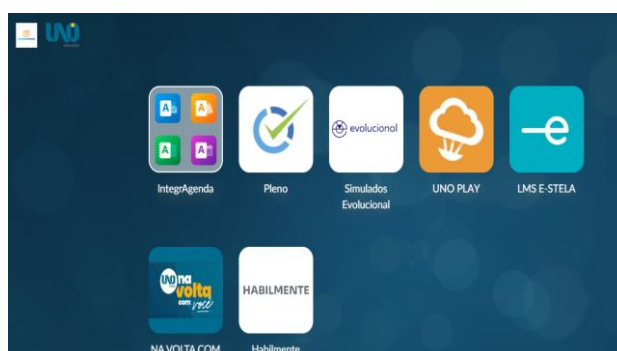 UNO
A
A
A
A
evolucional
e
IntegrAgenda
Pleno
Simulados
Evolucional
UNO PLAY
LMS E-STELA
UNO na
volta
com você
HABILMENTE
NA VOLTA COM
Habilmente